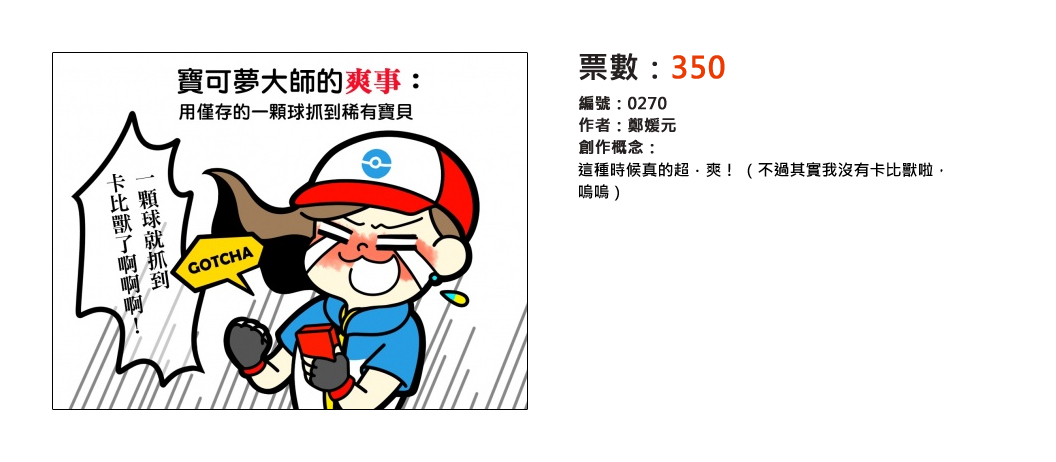 寶可夢大師的爽事：
用僅存的一顆球抓到稀有寶貝
一顆球就抓到
卡比獸了啊啊啊！
GOTCHA
票數：350
編號：0270
作者：鄭媛元
創作概念：
這種時候真的超．爽！（不過其實我沒有卡比獸啦，
嗚嗚）